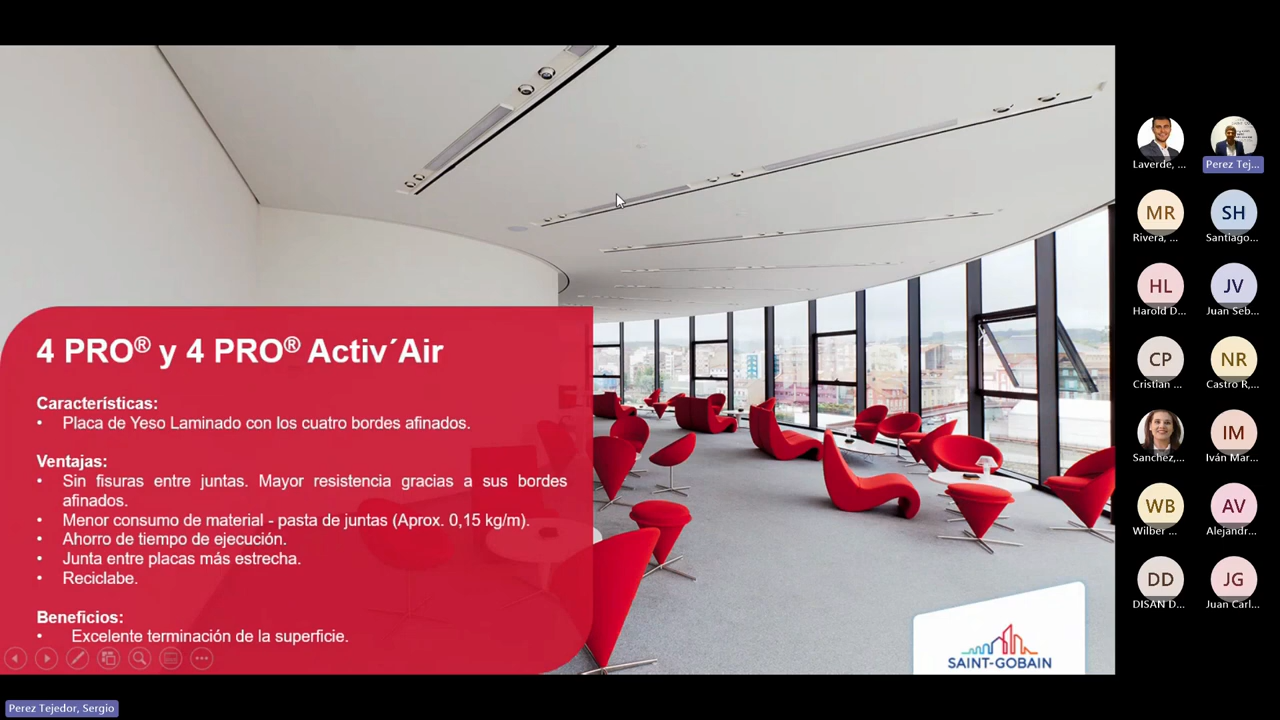 4 PRO® y 4 PRO® Activ´Air
Características:
• Placa de Yeso Laminado con los cuatro bordes afinados.
Ventajas:
• Sin fisuras entre juntas. Mayor resistencia gracias a sus bordes
afinados.
• Menor consumo de material - pasta de juntas (Aprox. 0,15 kg/m).
• Ahorro de tiempo de ejecución.
• Junta entre placas más estrecha.
• Reciclabe.
Beneficios:
• Excelente terminación de la superficie.
SAINT-GOBAIN
Perez Tejedor, Sergio
Laverde, ...
Perez Tej...
MR
Rivera, ...
SH
Santiago...
HL
Harold D...
JV
Juan Seb...
CP
Cristian ...
NR
Castro R,...
Sanchez,...
IM
Iván Mar...
WB
Wilber ...
AV
Alejandr...
DD
DISAN D...
JG
Juan Carl...